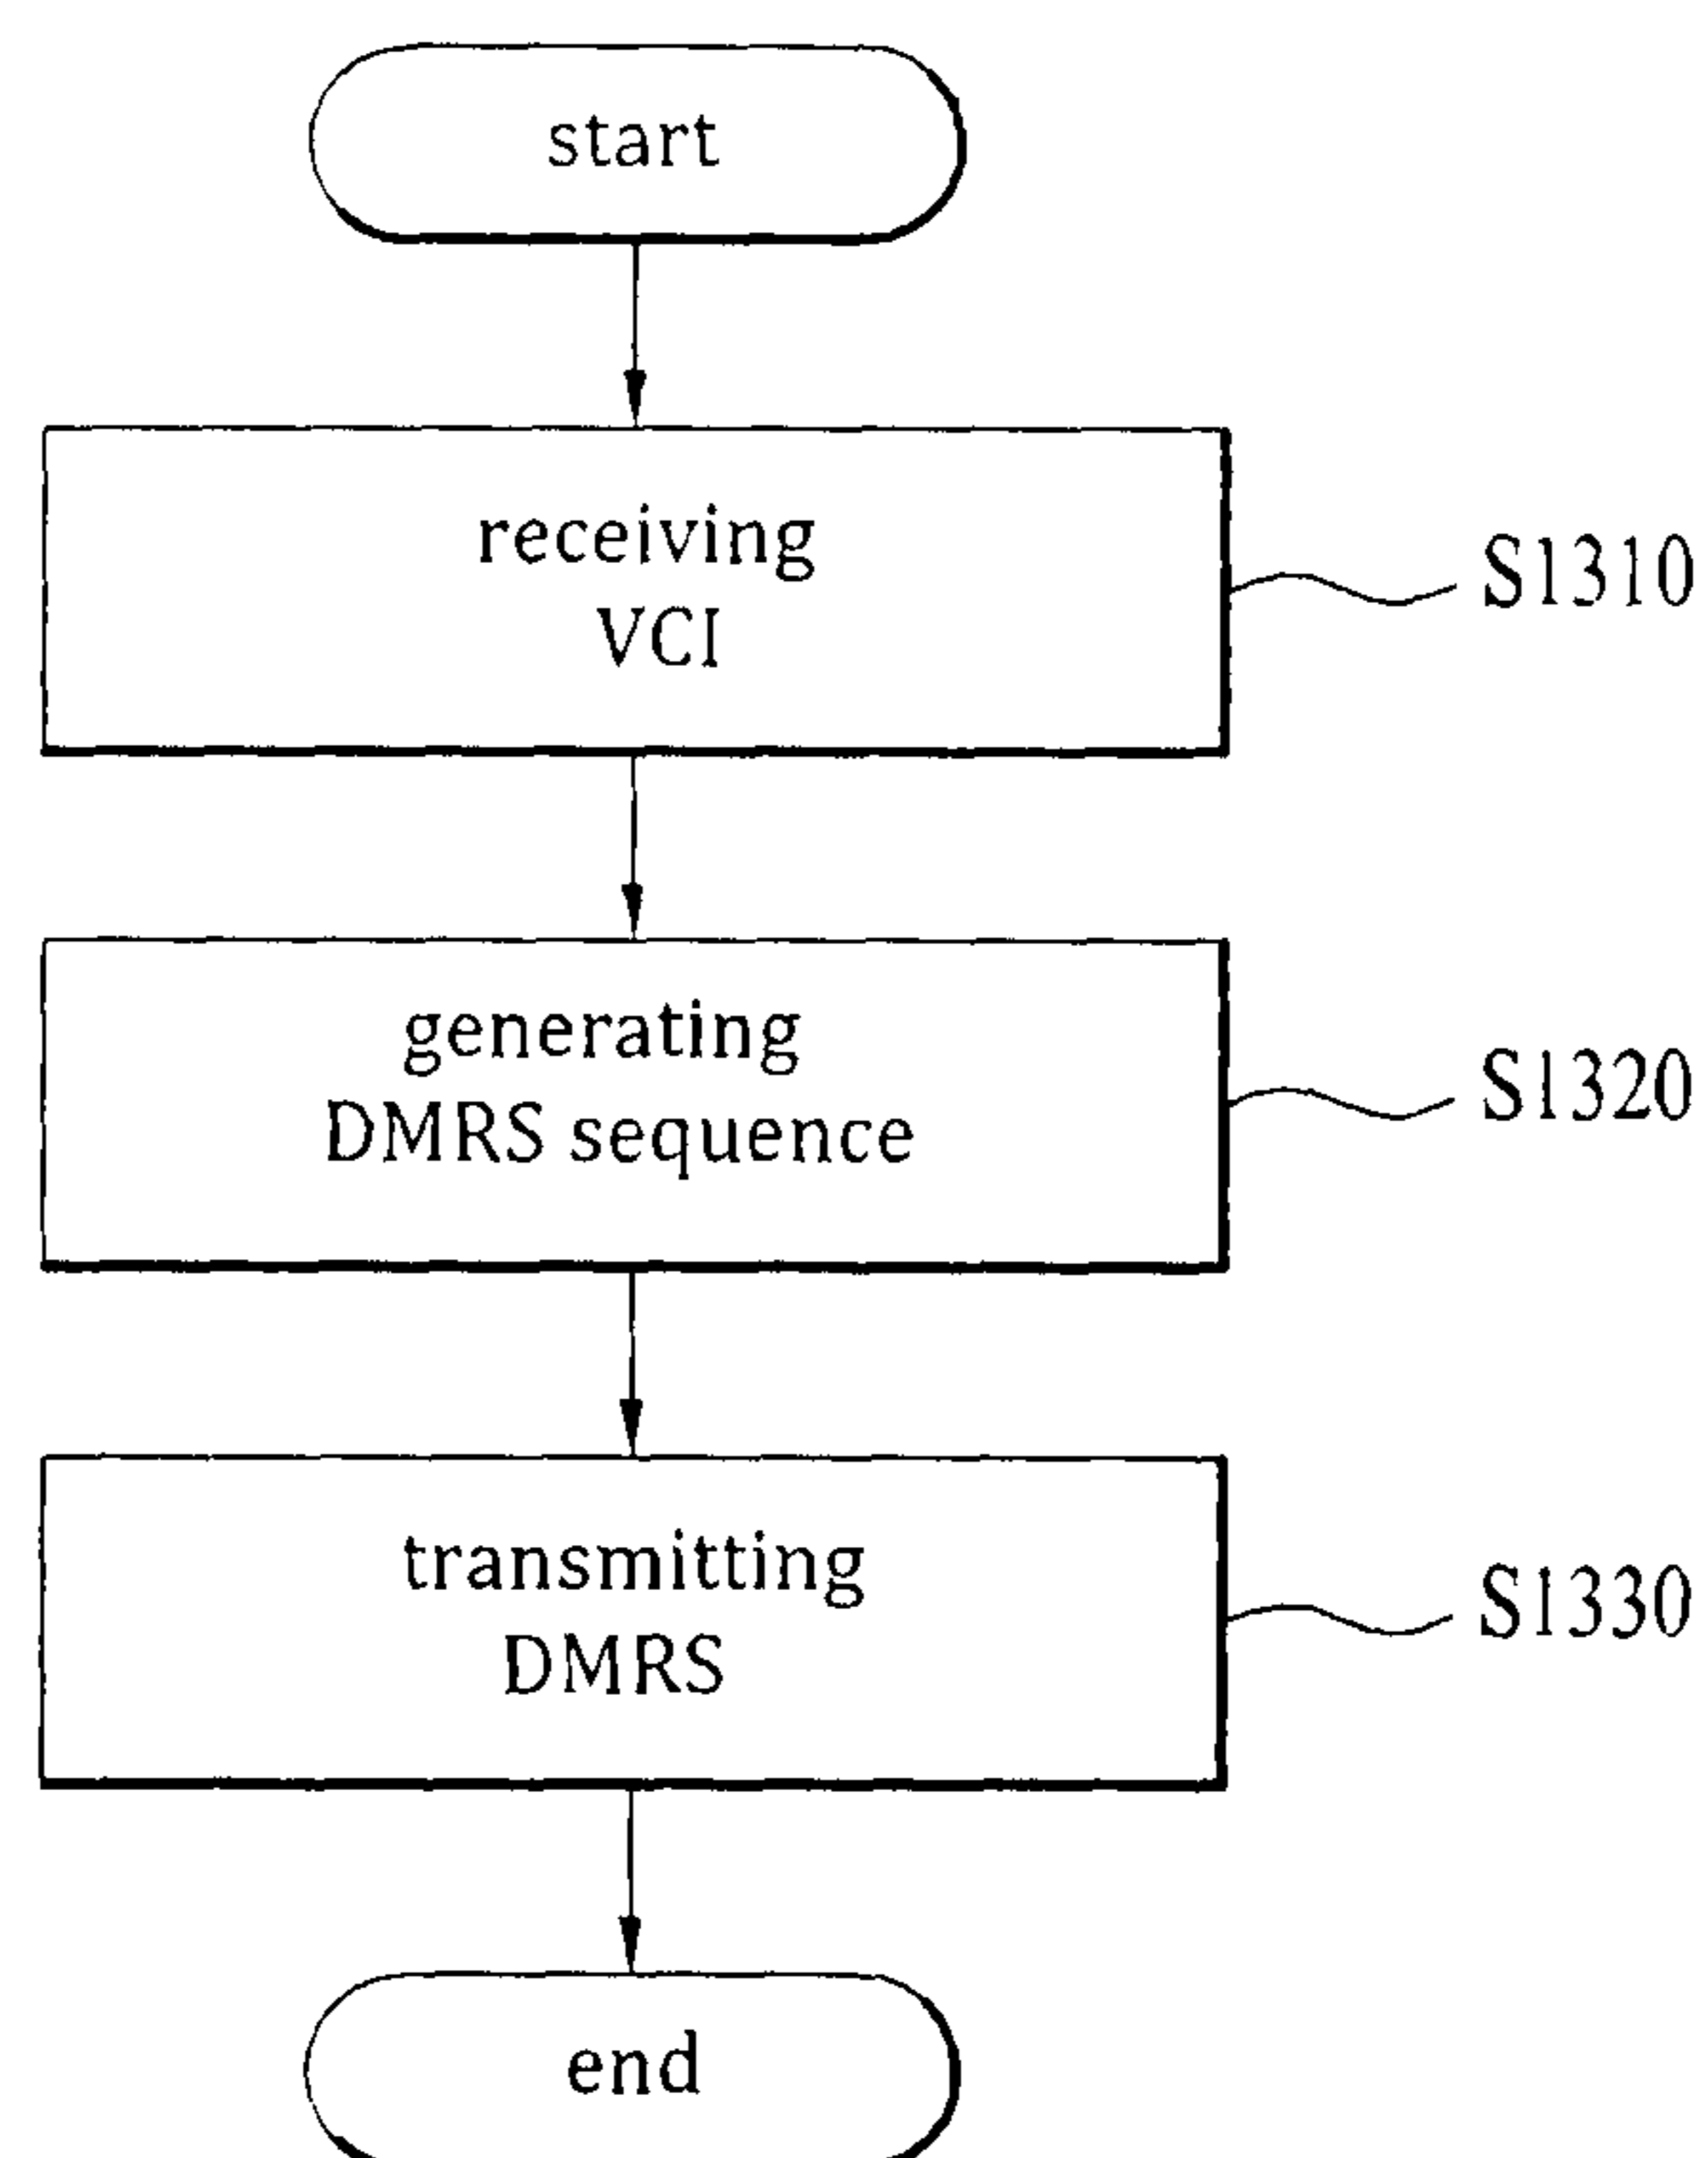 start
receiving
VCI
S1310
generating
DMRS sequence
S1320
transmitting
DMRS
S1330
end